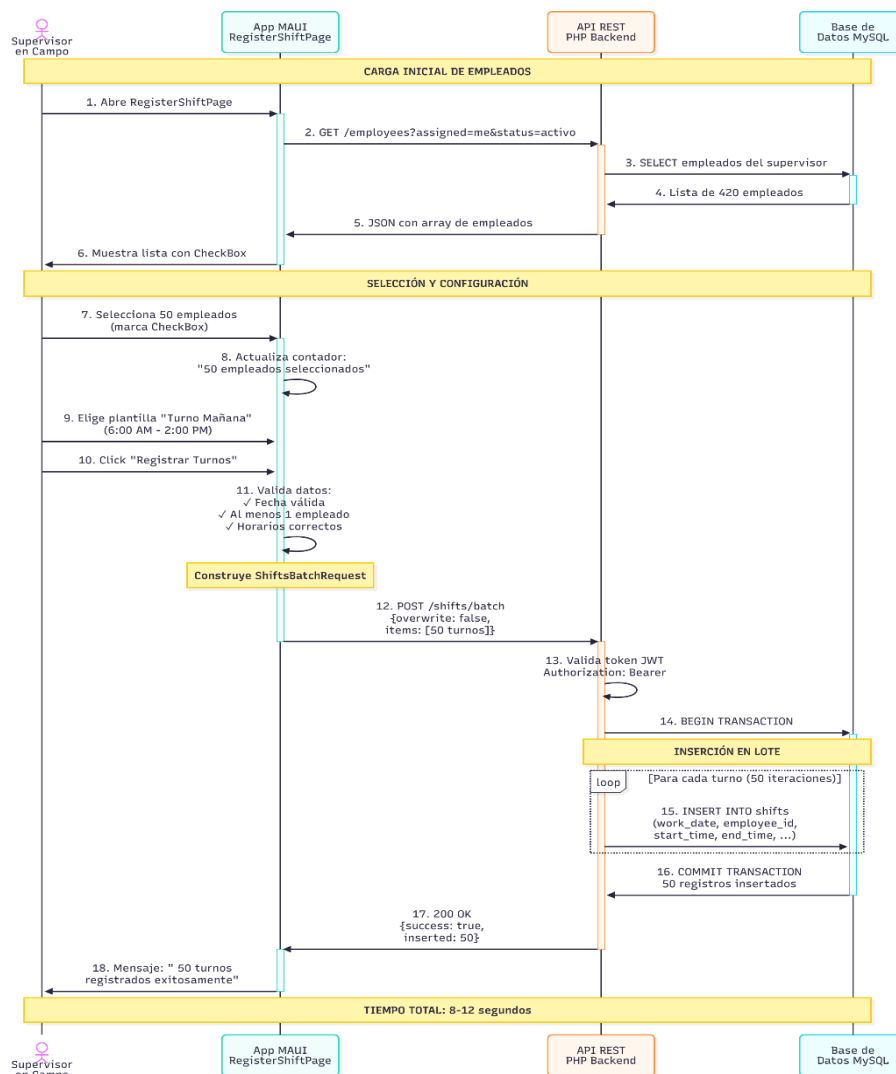 Supervisor
en Campo
App MAUI
RegisterShiftPage
API REST
PHP Backend
Base de
Datos MySQL
CARGA INICIAL DE EMPLEADOS
1. Abre RegisterShiftPage
2. GET /employees?assigned=me&status=activo
3. SELECT empleados del supervisor
4. Lista de 420 empleados
5. JSON con array de empleados
6. Muestra lista con CheckBox
SELECCIÓN Y CONFIGURACIÓN
7. Selecciona 50 empleados
(marca CheckBox)
8. Actualiza contador:
"50 empleados seleccionados"
9. Elige plantilla "Turno Mañana"
(6:00 AM - 2:00 PM)
10. Click "Registrar Turnos"
11. Valida datos:
✓ Fecha válida
✓ Al menos 1 empleado
✓ Horarios correctos
Construye ShiftsBatchRequest
12. POST /shifts/batch
{overwrite: false,
items: [50 turnos]}
13. Valida token JWT
Authorization: Bearer
14. BEGIN TRANSACTION
INSERCIÓN EN LOTE
loop
[Para cada turno (50 iteraciones)]
15. INSERT INTO shifts
(work_date, employee_id,
start_time, end_time, ...)
16. COMMIT TRANSACTION
50 registros insertados
17. 200 OK
{success: true,
inserted: 50}
18. Mensaje: " 50 turnos
registrados exitosamente"
TIEMPO TOTAL: 8-12 segundos
Supervisor
en Campo
App MAUI
RegisterShiftPage
API REST
PHP Backend
Base de
Datos MySQL